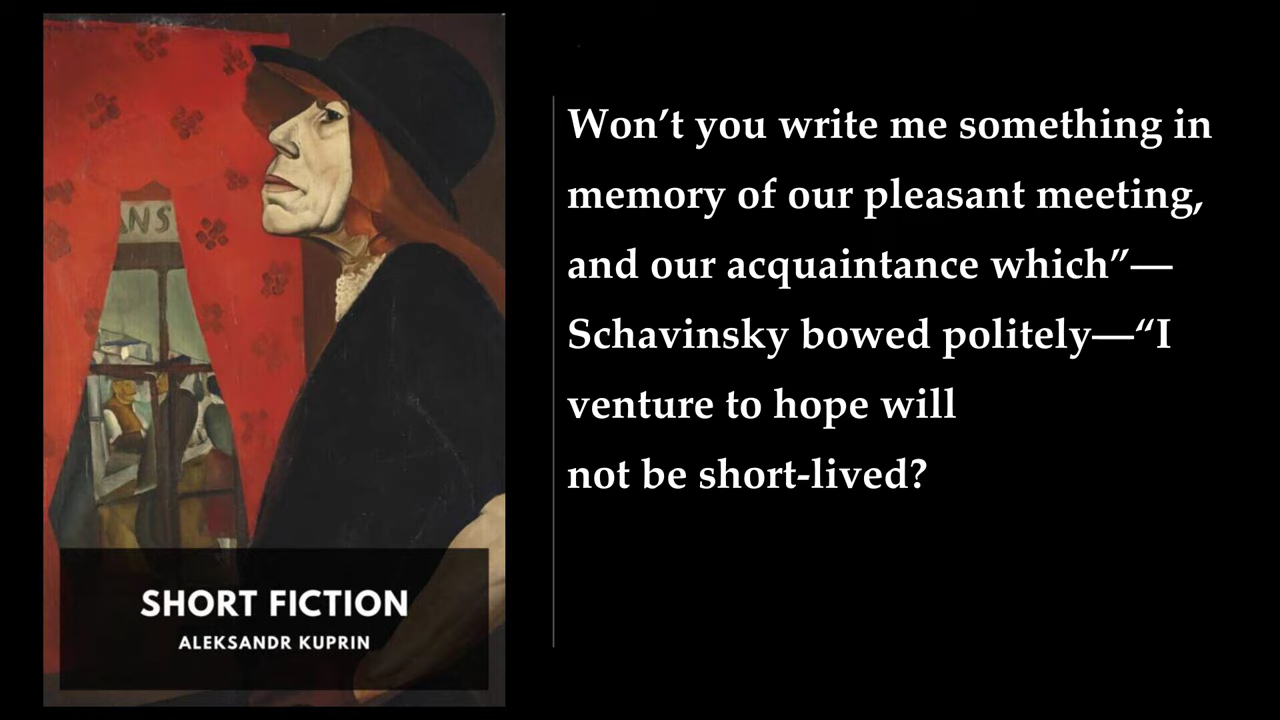 ANS
SHORT FICTION
ALEKSANDR KUPRIN
Won’t you write me something in
memory of our pleasant meeting,
and our acquaintance which”—
Schavinsky bowed politely—“I
venture to hope will
not be short-lived?